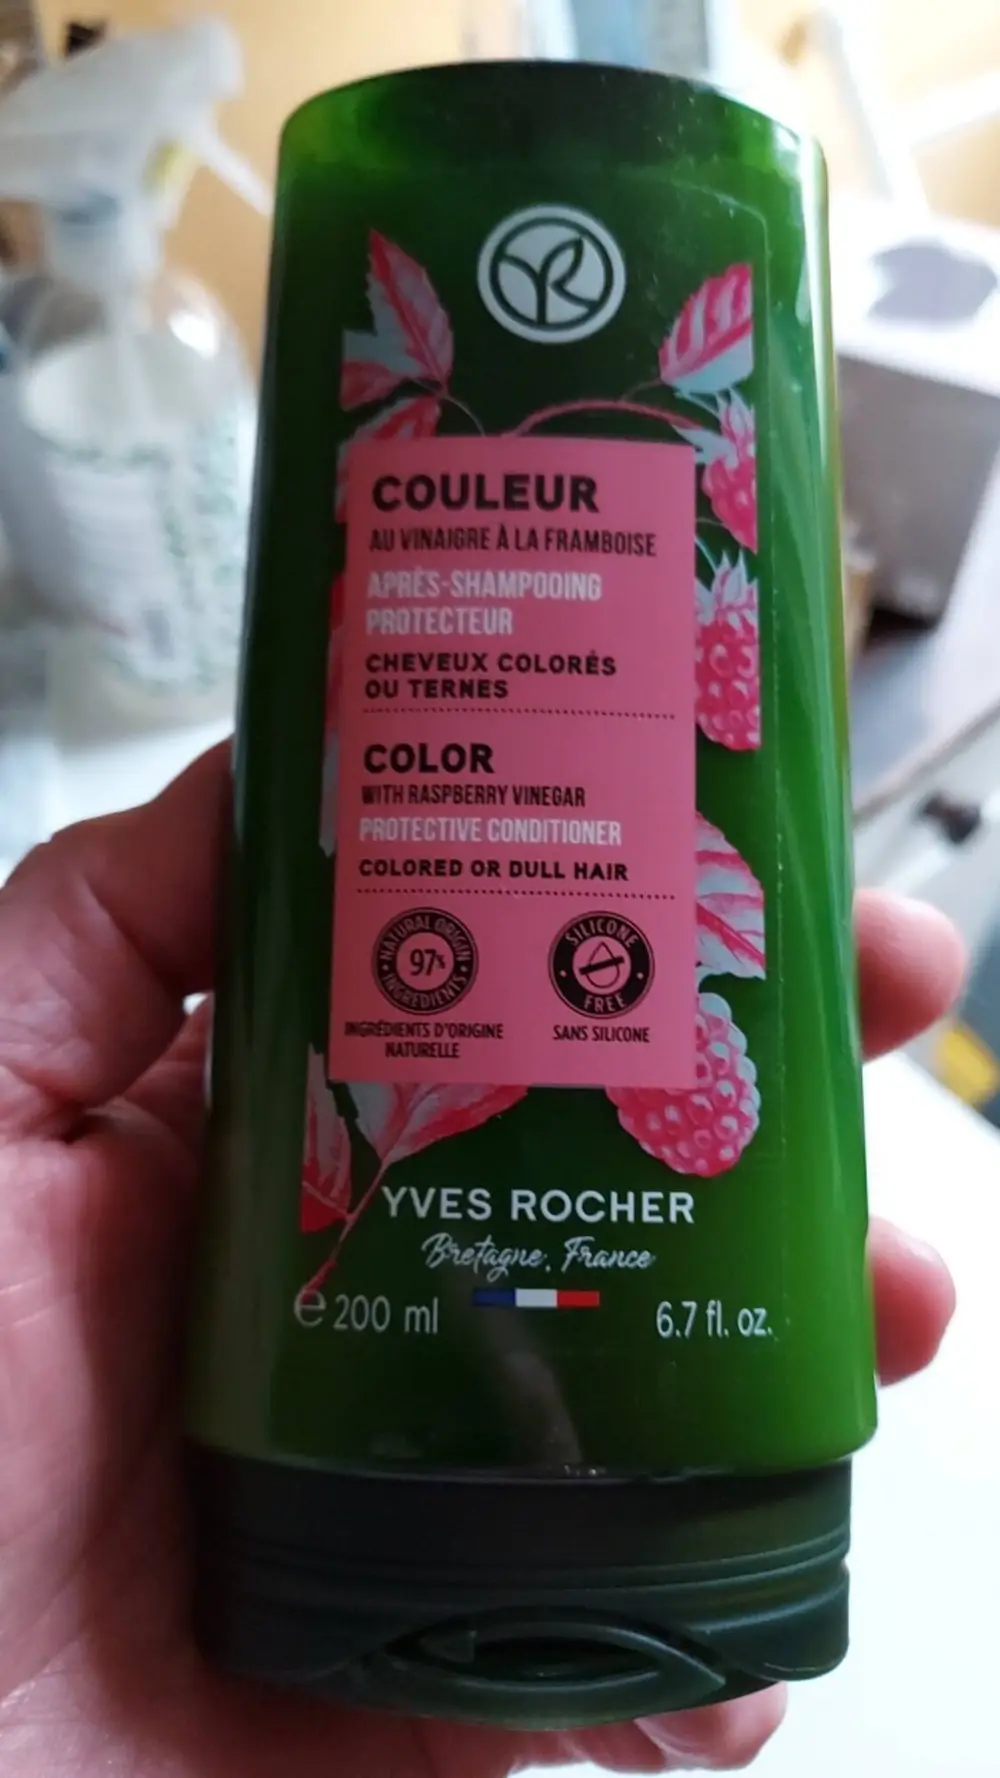 COULEUR
AU VINAIGRE À LA FRAMBOISE
APRÈS-SHAMPOOING
PROTECTEUR
CHEVEUX COLORÉS
OU TERNES
COLOR
WITH RASPBERRY VINEGAR
PROTECTIVE CONDITIONER
COLORED OR DULL HAIR
NATURAL ORIGIN
97%
INGREDIENTS
INGRÉDIENTS D'ORIGINE
NATURELLE
SILICONE
FREE
SANS SILICONE
YVES ROCHER
Bretagne, France
℮ 200 ml
6.7 fl. oz.